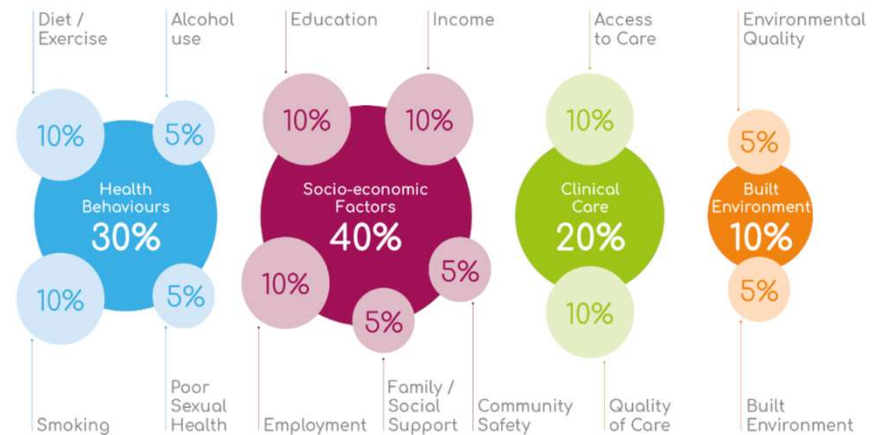 Diet /
Exercise
Alcohol
use
Education
Income
Access
to Care
Environmental
Quality
10%
5%
10%
10%
10%
5%
Health
Behaviours
30%
Socio-economic
Factors
40%
Clinical
Care
20%
Built
Environment
10%
10%
5%
10%
5%
5%
10%
5%
Smoking
Poor
Sexual
Health
Employment
Family /
Social
Support
Community
Safety
Quality
of Care
Built
Environment